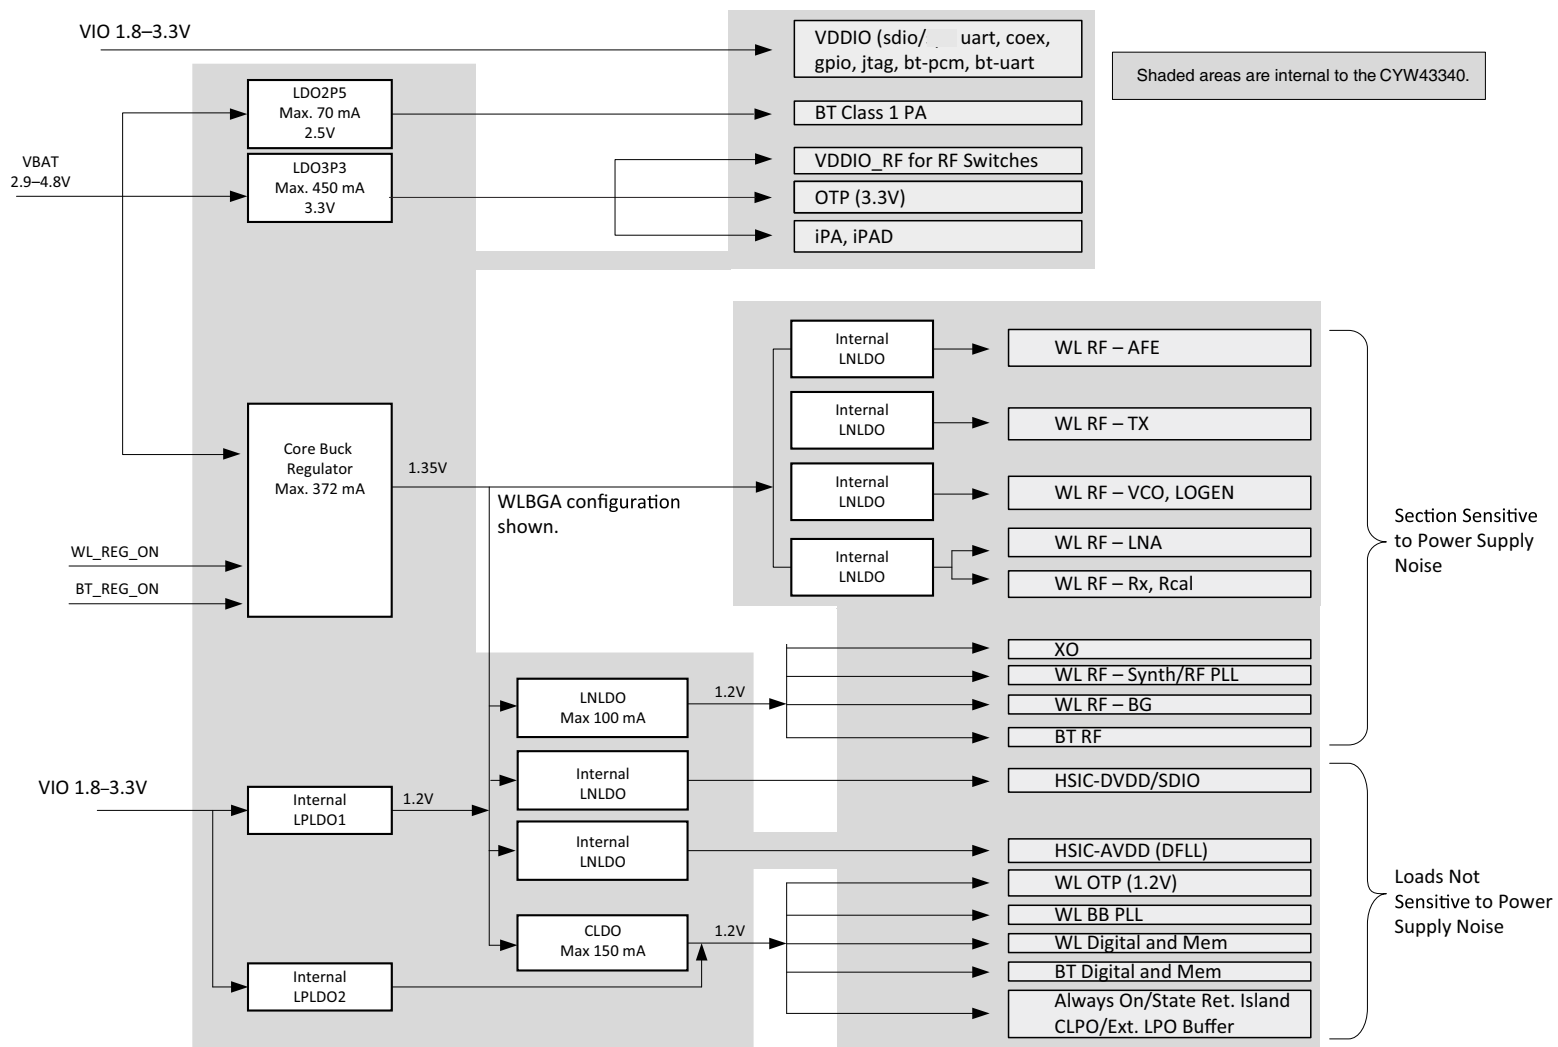 VIO 1.8–3.3V
VDDIO (sdio/ uart, coex,
gpio, jtag, bt-pcm, bt-uart
Shaded areas are internal to the CYW43340.
LDO2P5
Max. 70 mA
2.5V
BT Class 1 PA
VBAT
2.9–4.8V
LDO3P3
Max. 450 mA
3.3V
VDDIO_RF for RF Switches
OTP (3.3V)
iPA, iPAD
Internal
LNLDO
WL RF – AFE
Internal
LNLDO
WL RF – TX
Core Buck
Regulator
Max. 372 mA
1.35V
WLBGA configuration
shown.
Internal
LNLDO
WL RF – VCO, LOGEN
Internal
LNLDO
WL RF – LNA
WL RF – Rx, Rcal
Section Sensitive
to Power Supply
Noise
WL_REG_ON
BT_REG_ON
LNLDO
Max 100 mA
1.2V
XO
WL RF – Synth/RF PLL
WL RF – BG
BT RF
VIO 1.8–3.3V
Internal
LPLDO1
1.2V
Internal
LNLDO
HSIC-DVDD/SDIO
Internal
LNLDO
HSIC-AVDD (DFLL)
CLDO
Max 150 mA
1.2V
WL OTP (1.2V)
WL BB PLL
WL Digital and Mem
BT Digital and Mem
Always On/State Ret. Island
CLPO/Ext. LPO Buffer
Loads Not
Sensitive to Power
Supply Noise
Internal
LPLDO2